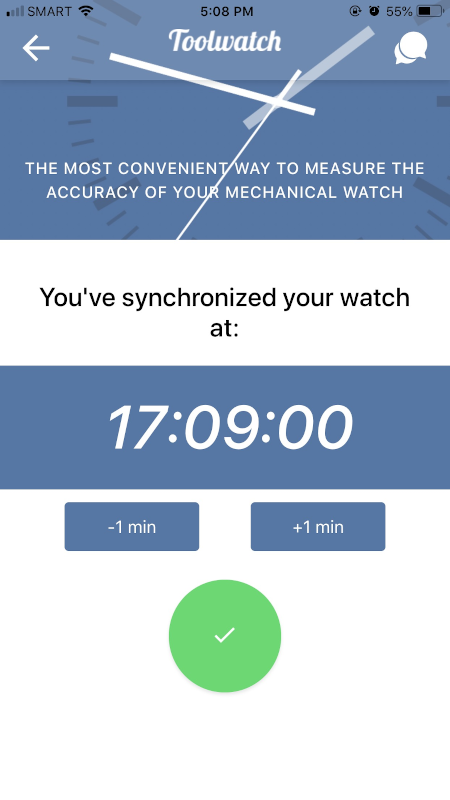 SMART 5:08 PM 55%
Toolwatch
THE MOST CONVENIENT WAY TO MEASURE THE
ACCURACY OF YOUR MECHANICAL WATCH
You've synchronized your watch
at:
17:09:00
-1 min +1 min